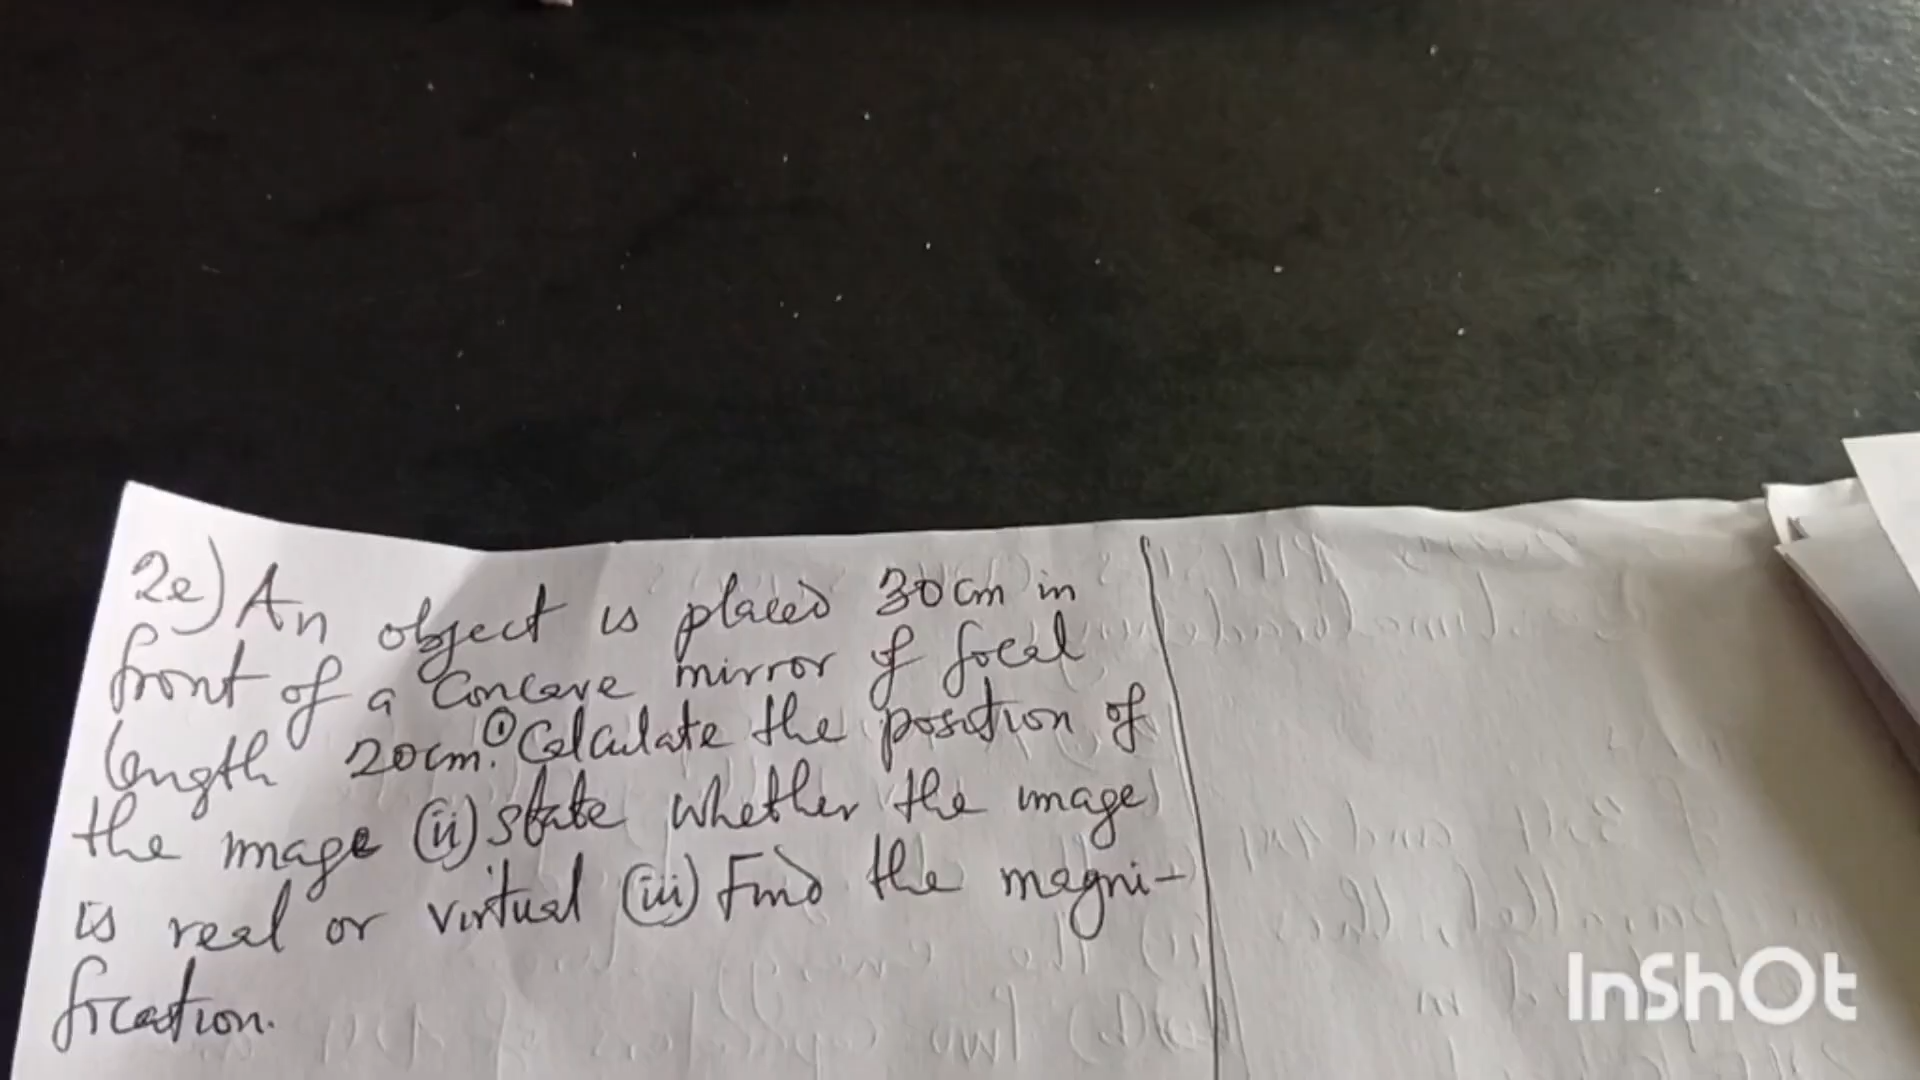 2e) An object is placed 30cm in
front of a concave mirror of focal
length 20cm. (i) Calculate the position of
the image (ii) state whether the image
is real or virtual (iii) Find the magni-
fication.
InShOt